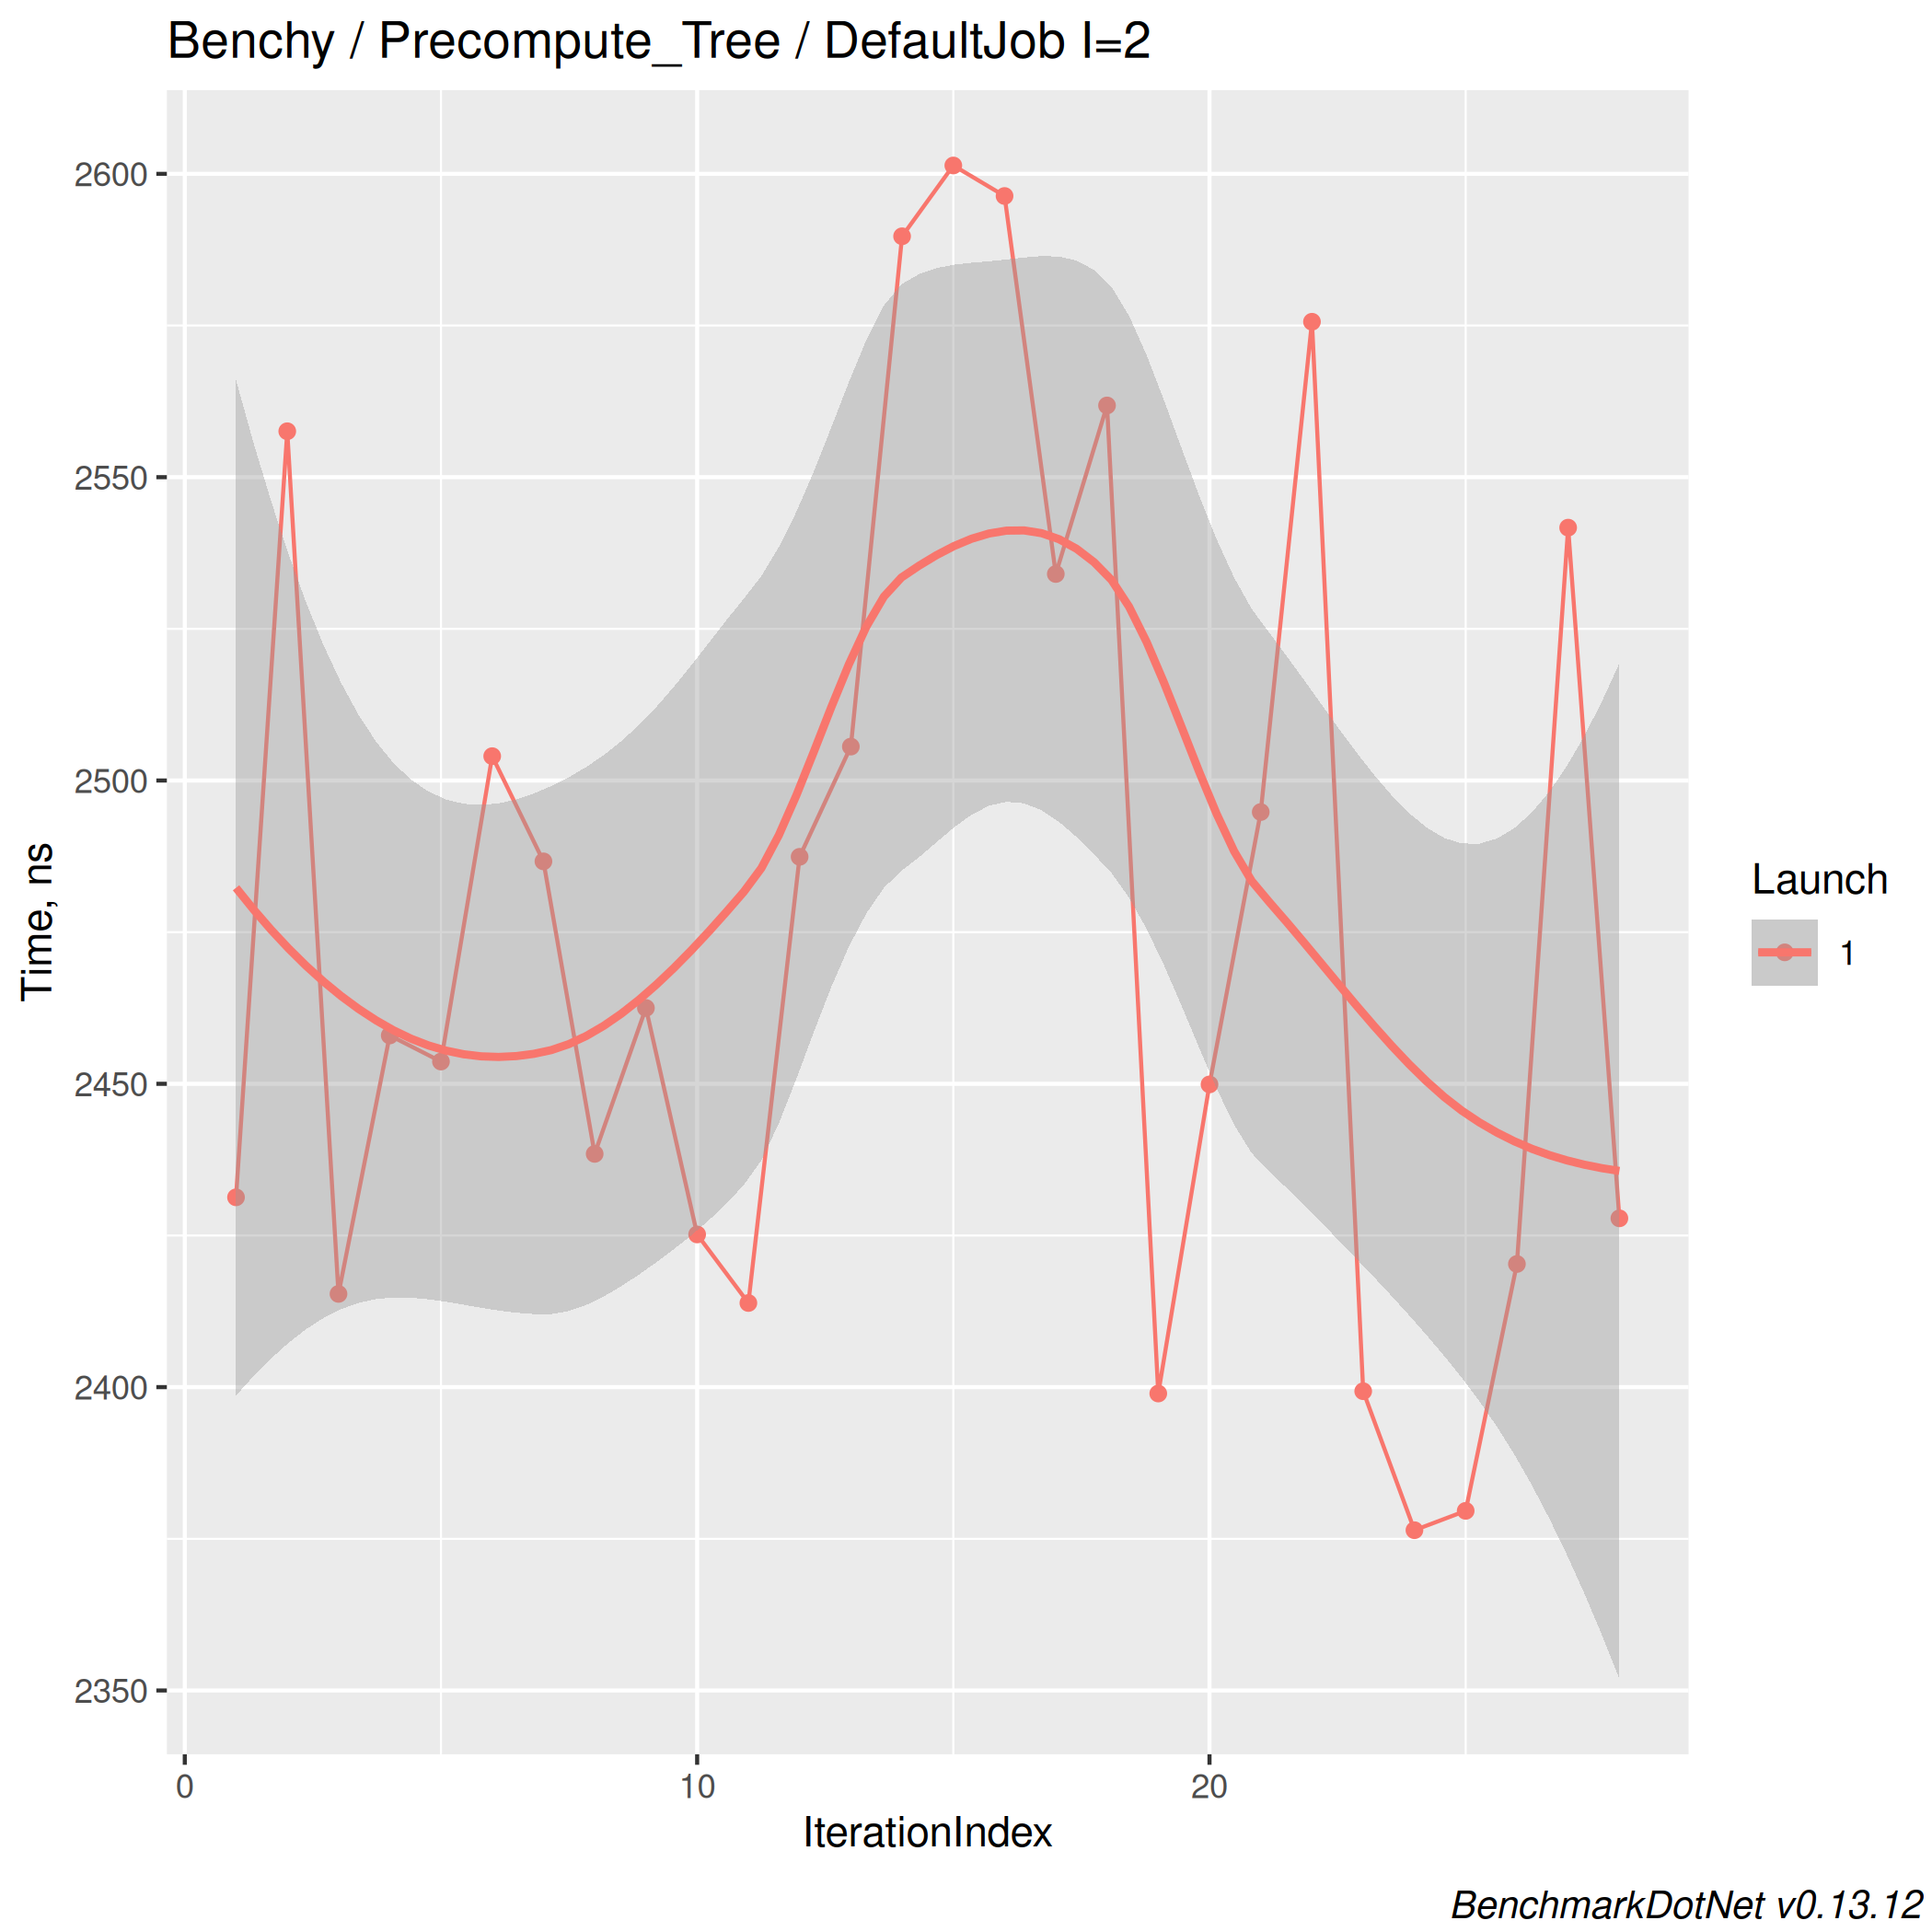 Benchy / Precompute_Tree / DefaultJob I=2
2600
2550
2500
2450
2400
2350
Time, ns
0 10 20
IterationIndex
Launch
1
BenchmarkDotNet v0.13.12